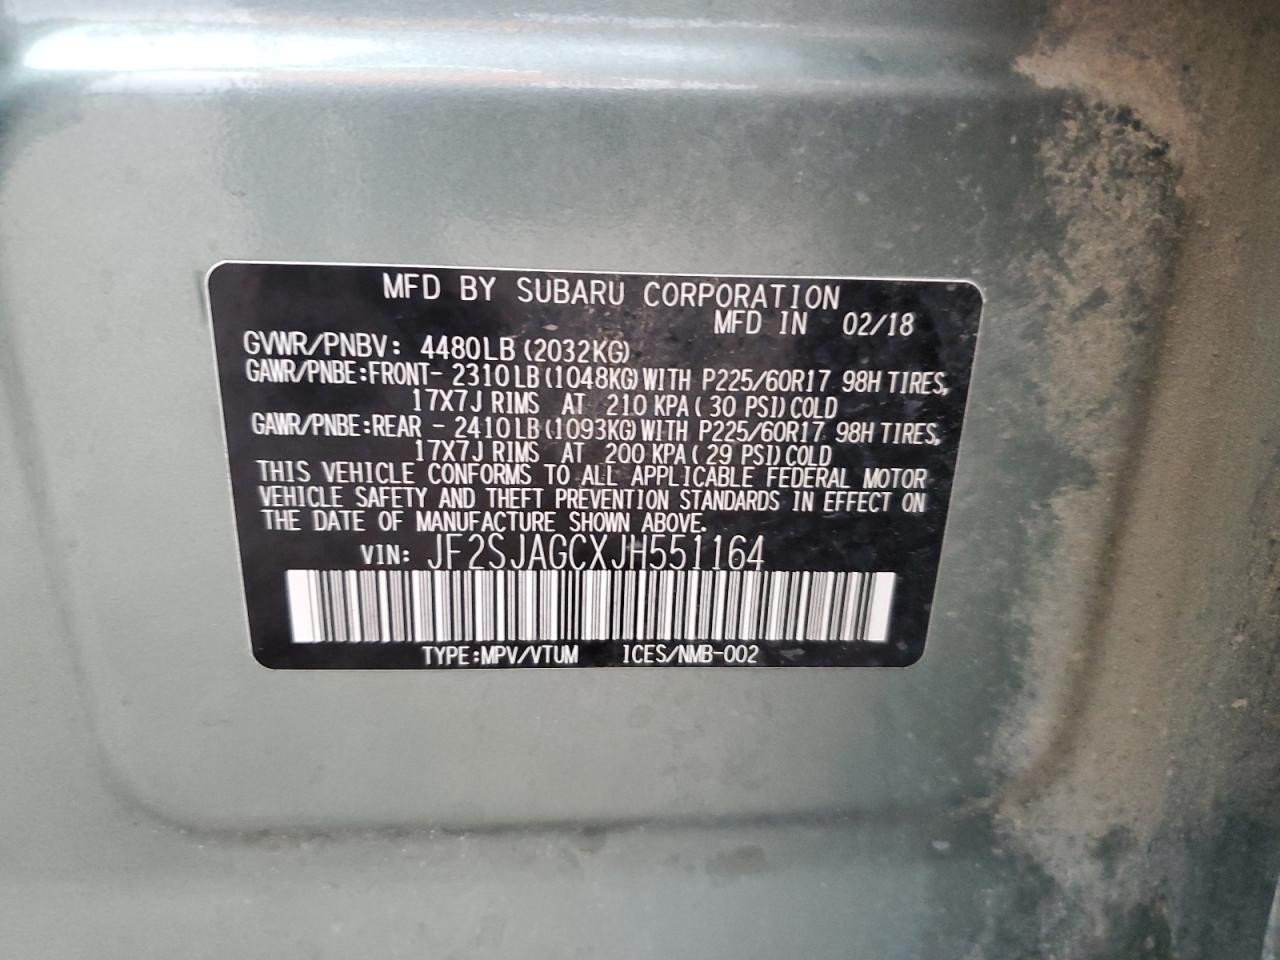 MFD BY SUBARU CORPORATION
MFD IN 02/18
GVWR/PNBV: 4480LB(2032KG)
GAWR/PNBE:FRONT- 2310LB(1048KG)WITH P225/60R17 98H TIRES,
17X7J RIMS AT 210 KPA( 30 PSI)COLD
GAWR/PNBE:REAR - 2410LB(1093KG)WITH P225/60R17 98H TIRES,
17X7J RIMS AT 200 KPA( 29 PSI)COLD
THIS VEHICLE CONFORMS TO ALL APPLICABLE FEDERAL MOTOR
VEHICLE SAFETY AND THEFT PREVENTION STANDARDS IN EFFECT ON
THE DATE OF MANUFACTURE SHOWN ABOVE.
VIN: JF2SJAGCXJH551164
TYPE:MPV/VTUM ICES/NMB-002